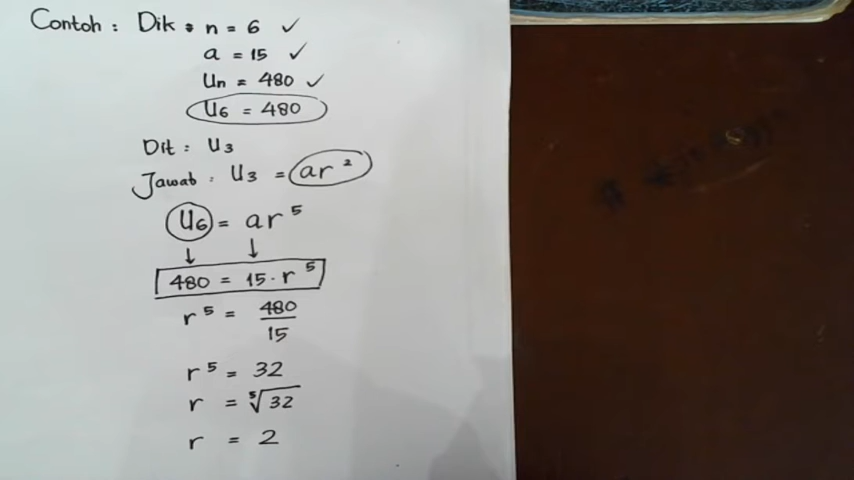 Contoh : Dik : n = 6 ✓
a = 15 ✓
Un = 480 ✓
U6 = 480
Dit : U3
Jawab : U3 = ar²
U6 = ar⁵
↓ ↓
480 = 15 · r⁵
r⁵ = 480/15
r⁵ = 32
r = ⁵√32
r = 2